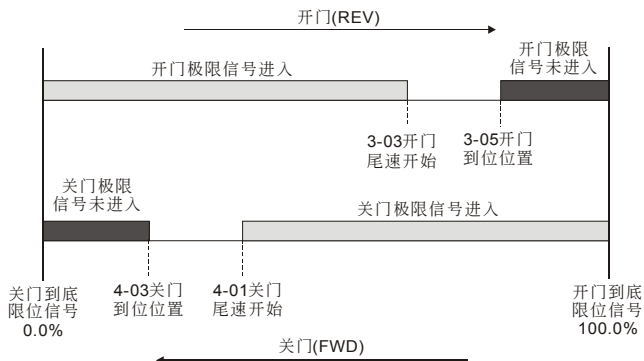 开门(REV)
开门极限信号进入
开门极限
信号未进入
3-03开门
尾速开始
3-05开门
到位位置
关门极限
信号未进入
关门极限信号进入
关门到底
限位信号
0.0%
4-03关门
到位位置
4-01关门
尾速开始
开门到底
限位信号
100.0%
关门(FWD)